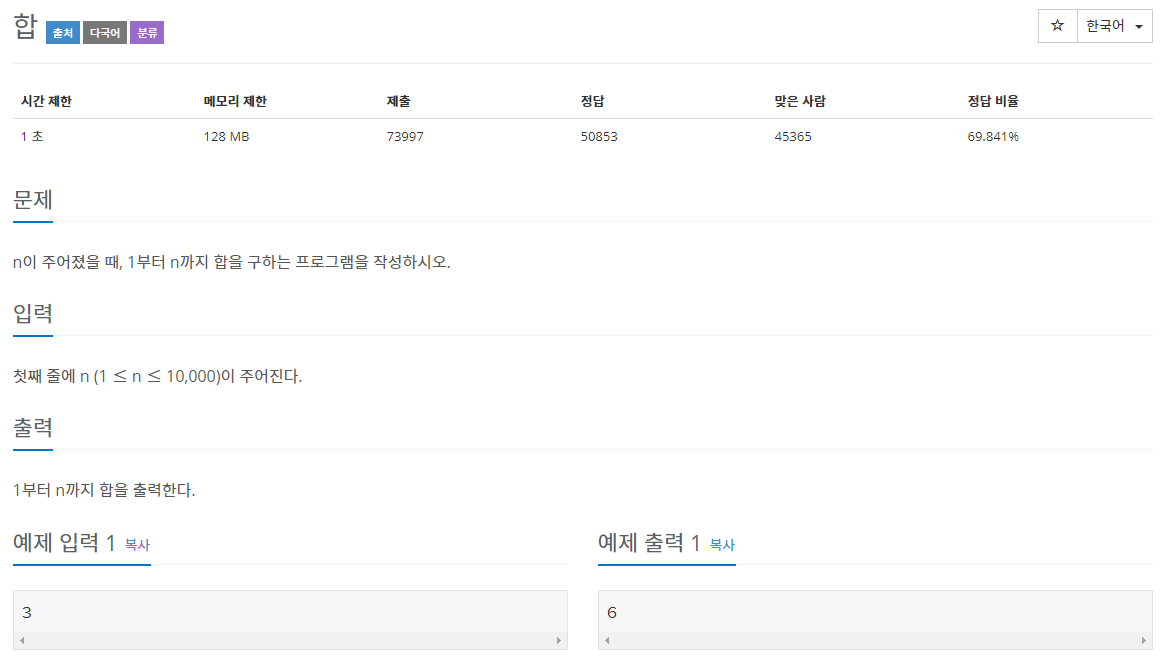 합 출처 다국어 분류
☆ 한국어
시간 제한 메모리 제한 제출 정답 맞은 사람 정답 비율
1 초 128 MB 73997 50853 45365 69.841%
문제
n이 주어졌을 때, 1부터 n까지 합을 구하는 프로그램을 작성하시오.
입력
첫째 줄에 n (1 ≤ n ≤ 10,000)이 주어진다.
출력
1부터 n까지 합을 출력한다.
예제 입력 1 복사
3
예제 출력 1 복사
6